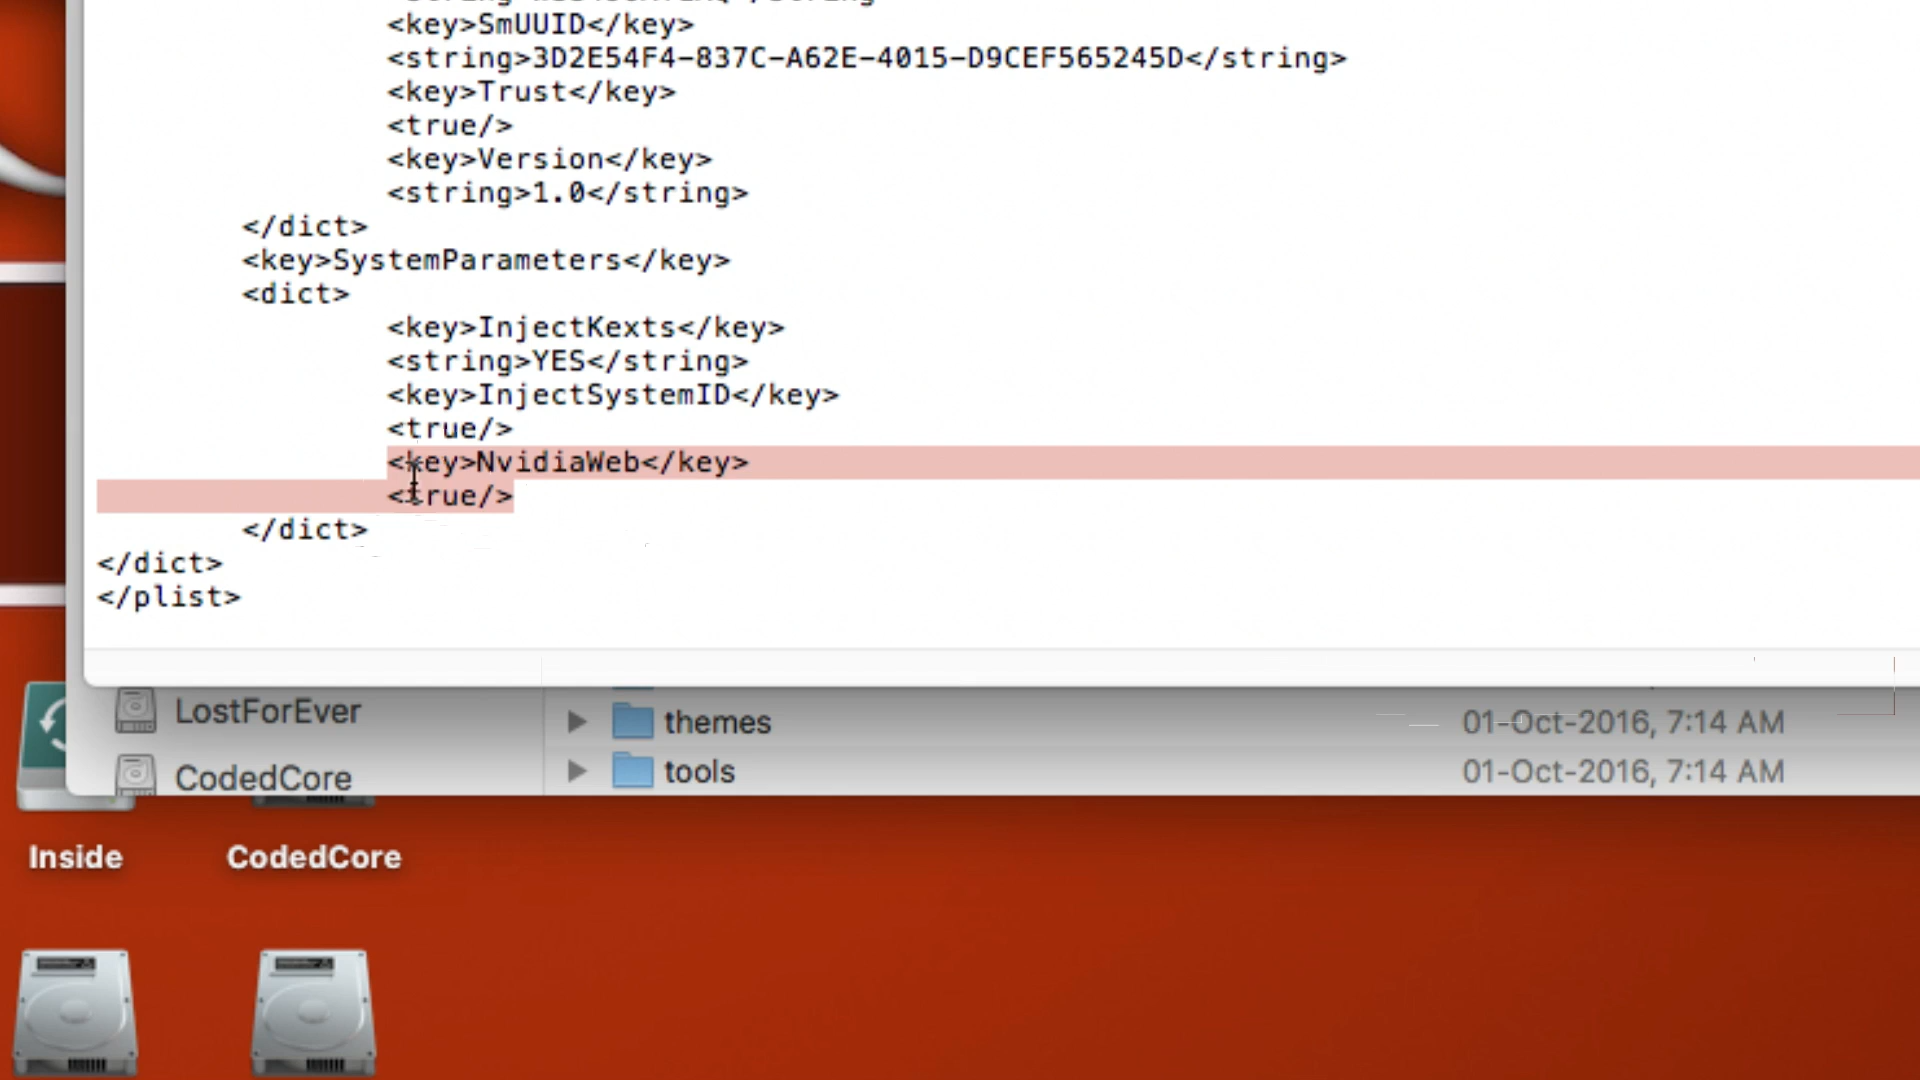 <key>SmUUID</key>
<string>3D2E54F4-837C-A62E-4015-D9CEF565245D</string>
<key>Trust</key>
<true/>
<key>Version</key>
<string>1.0</string>
</dict>
<key>SystemParameters</key>
<dict>
<key>InjectKexts</key>
<string>YES</string>
<key>InjectSystemID</key>
<true/>
<key>NvidiaWeb</key>
<true/>
</dict>
</dict>
</plist>
LostForEver
themes 01-Oct-2016, 7:14 AM
CodedCore
tools 01-Oct-2016, 7:14 AM
Inside CodedCore